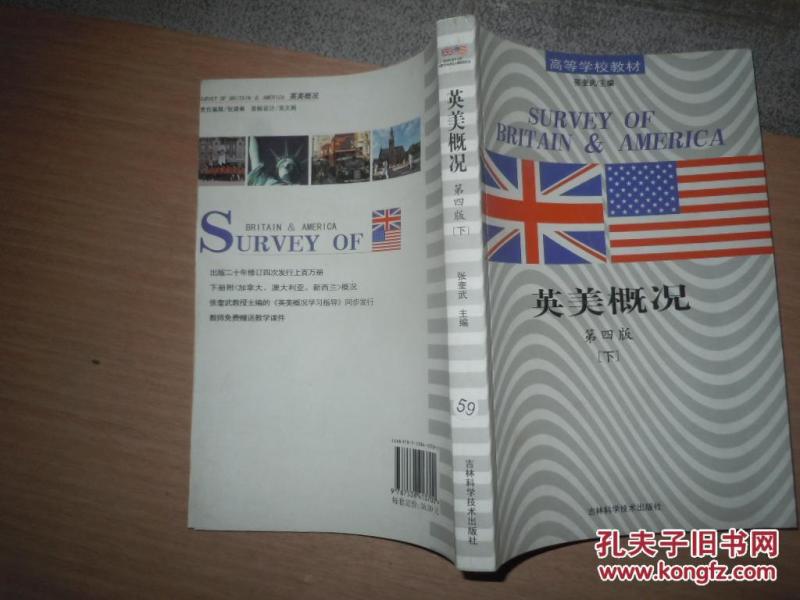 SURVEY OF BRITAIN & AMERICA 英美概况
BRITAIN & AMERICA
SURVEY OF
出版二十年修订四次发行上百万册
下册附《加拿大、澳大利亚、新西兰》概况
张奎武教授主编的《英美概况学习指导》同步发行
教师免费赠送教学课件
英美概况
第四版
[下]
张奎武 主编
59
吉林科学技术出版社
高等学校教材
张奎武/主编
SURVEY OF
BRITAIN & AMERICA
英美概况
第四版
[下]
吉林科学技术出版社
孔夫子旧书网
www.kongfz.com